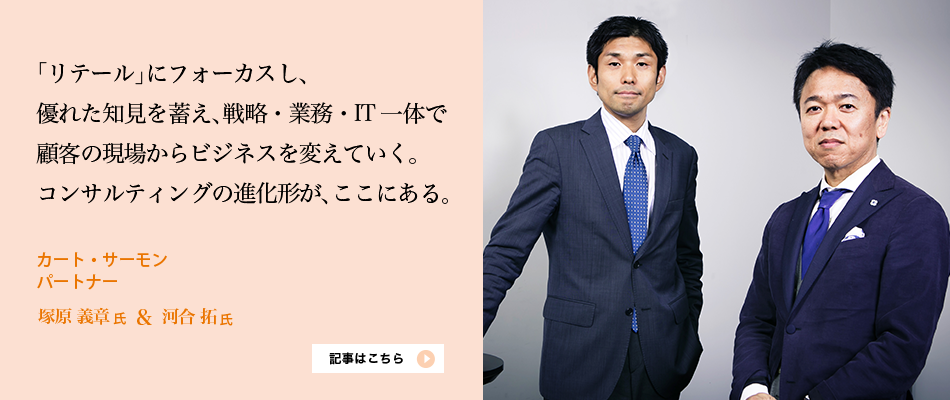 「リテール」にフォーカスし、
優れた知見を蓄え、戦略・業務・IT 一体で
顧客の現場からビジネスを変えていく。
コンサルティングの進化形が、ここにある。
カート・サーモン
パートナー
塚原 義章 氏 & 河合 拓 氏
記事はこちら